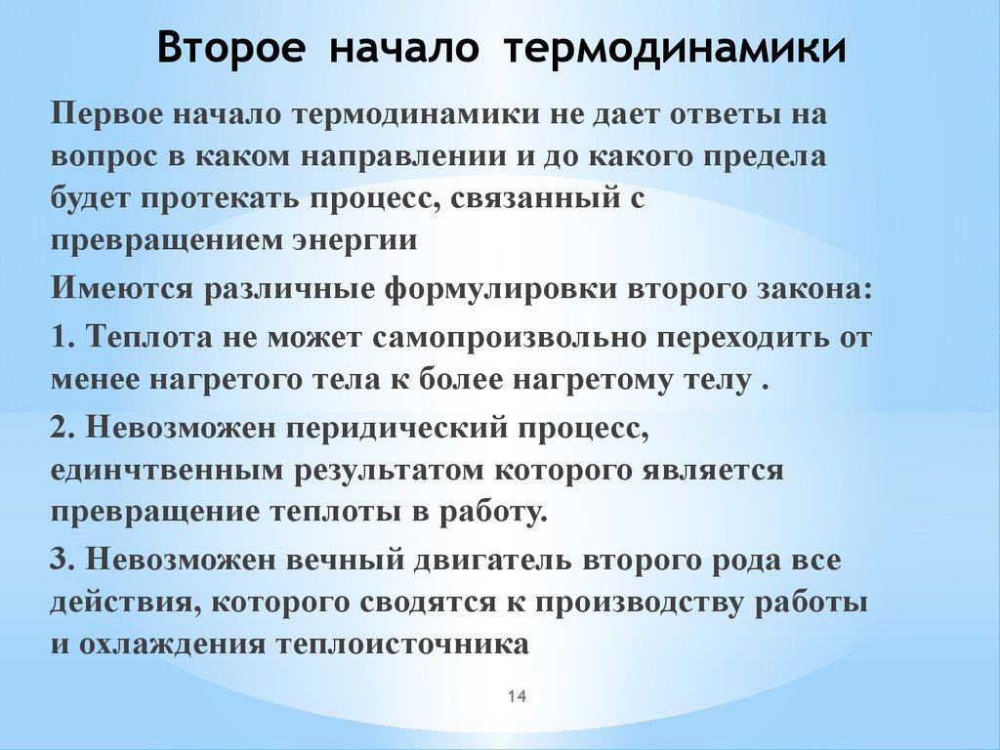 Второе начало термодинамики
Первое начало термодинамики не дает ответы на
вопрос в каком направлении и до какого предела
будет протекать процесс, связанный с
превращением энергии
Имеются различные формулировки второго закона:
1. Теплота не может самопроизвольно переходить от
менее нагретого тела к более нагретому телу .
2. Невозможен перидический процесс,
единчтвенным результатом которого является
превращение теплоты в работу.
3. Невозможен вечный двигатель второго рода все
действия, которого сводятся к производству работы
и охлаждения теплоисточника
14